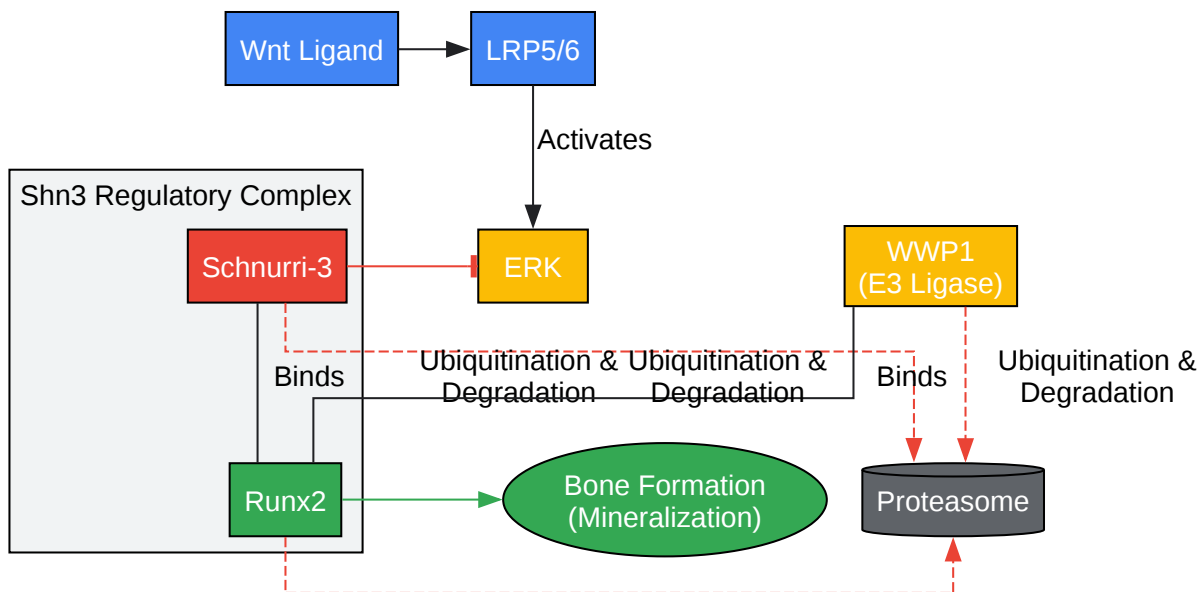 Wnt Ligand
LRP5/6
Activates
Shn3 Regulatory Complex
Schnurri-3
ERK
WWP1
(E3 Ligase)
Binds
Ubiquitination &
Degradation
Ubiquitination &
Degradation
Binds
Ubiquitination &
Degradation
Runx2
Bone Formation
(Mineralization)
Proteasome